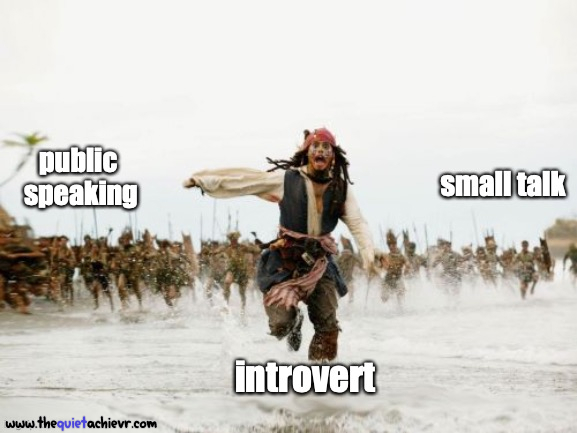 public
speaking
small talk
introvert
www.thequietachievr.com